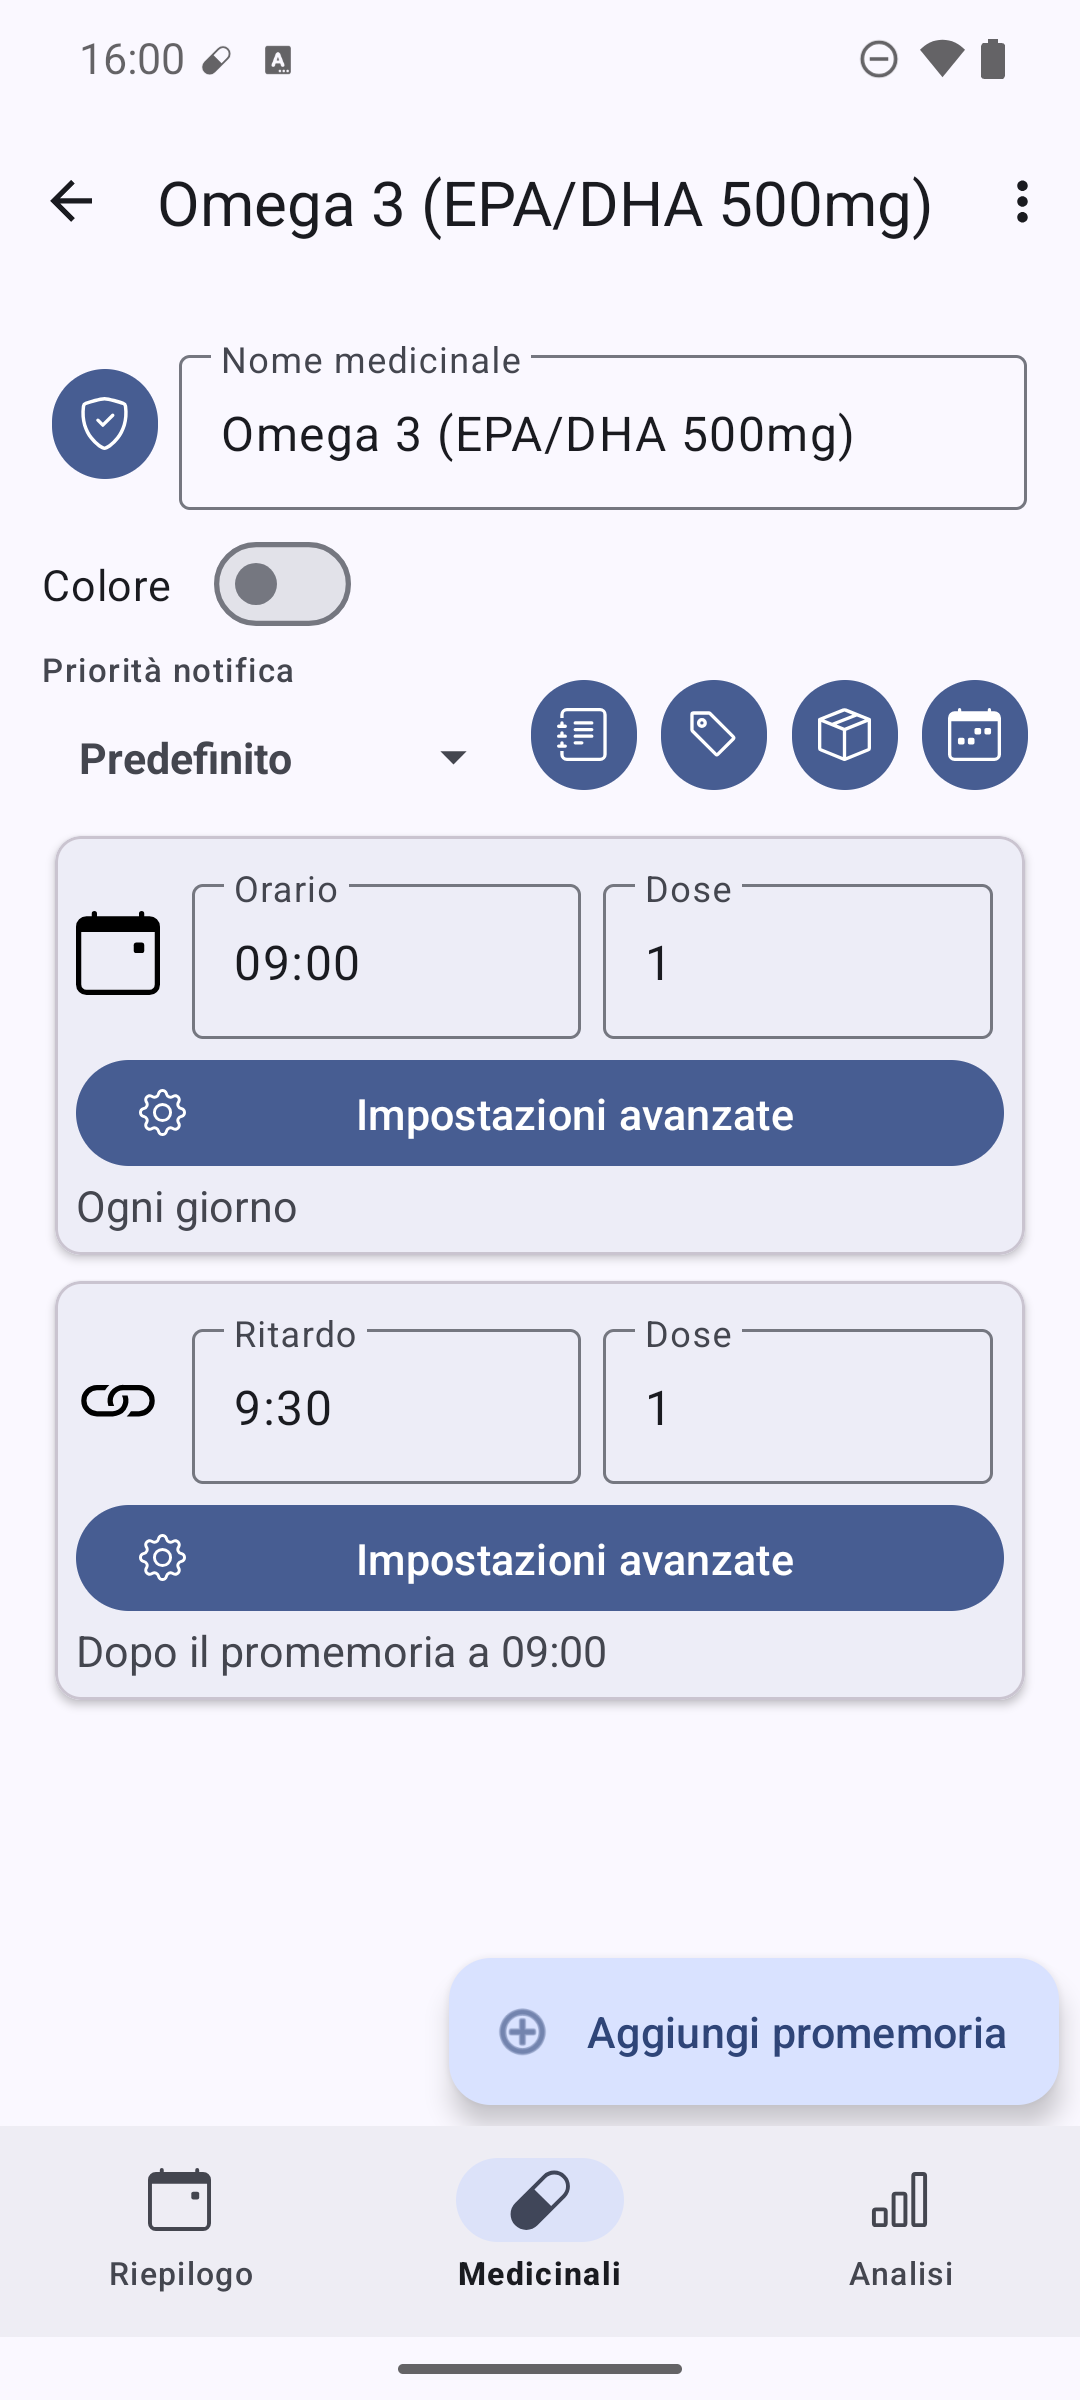 16:00
Omega 3 (EPA/DHA 500mg)
Nome medicinale
Omega 3 (EPA/DHA 500mg)
Colore
Priorità notifica
Predefinito
Orario
09:00
Dose
1
Impostazioni avanzate
Ogni giorno
Ritardo
9:30
Dose
1
Impostazioni avanzate
Dopo il promemoria a 09:00
Aggiungi promemoria
Riepilogo
Medicinali
Analisi